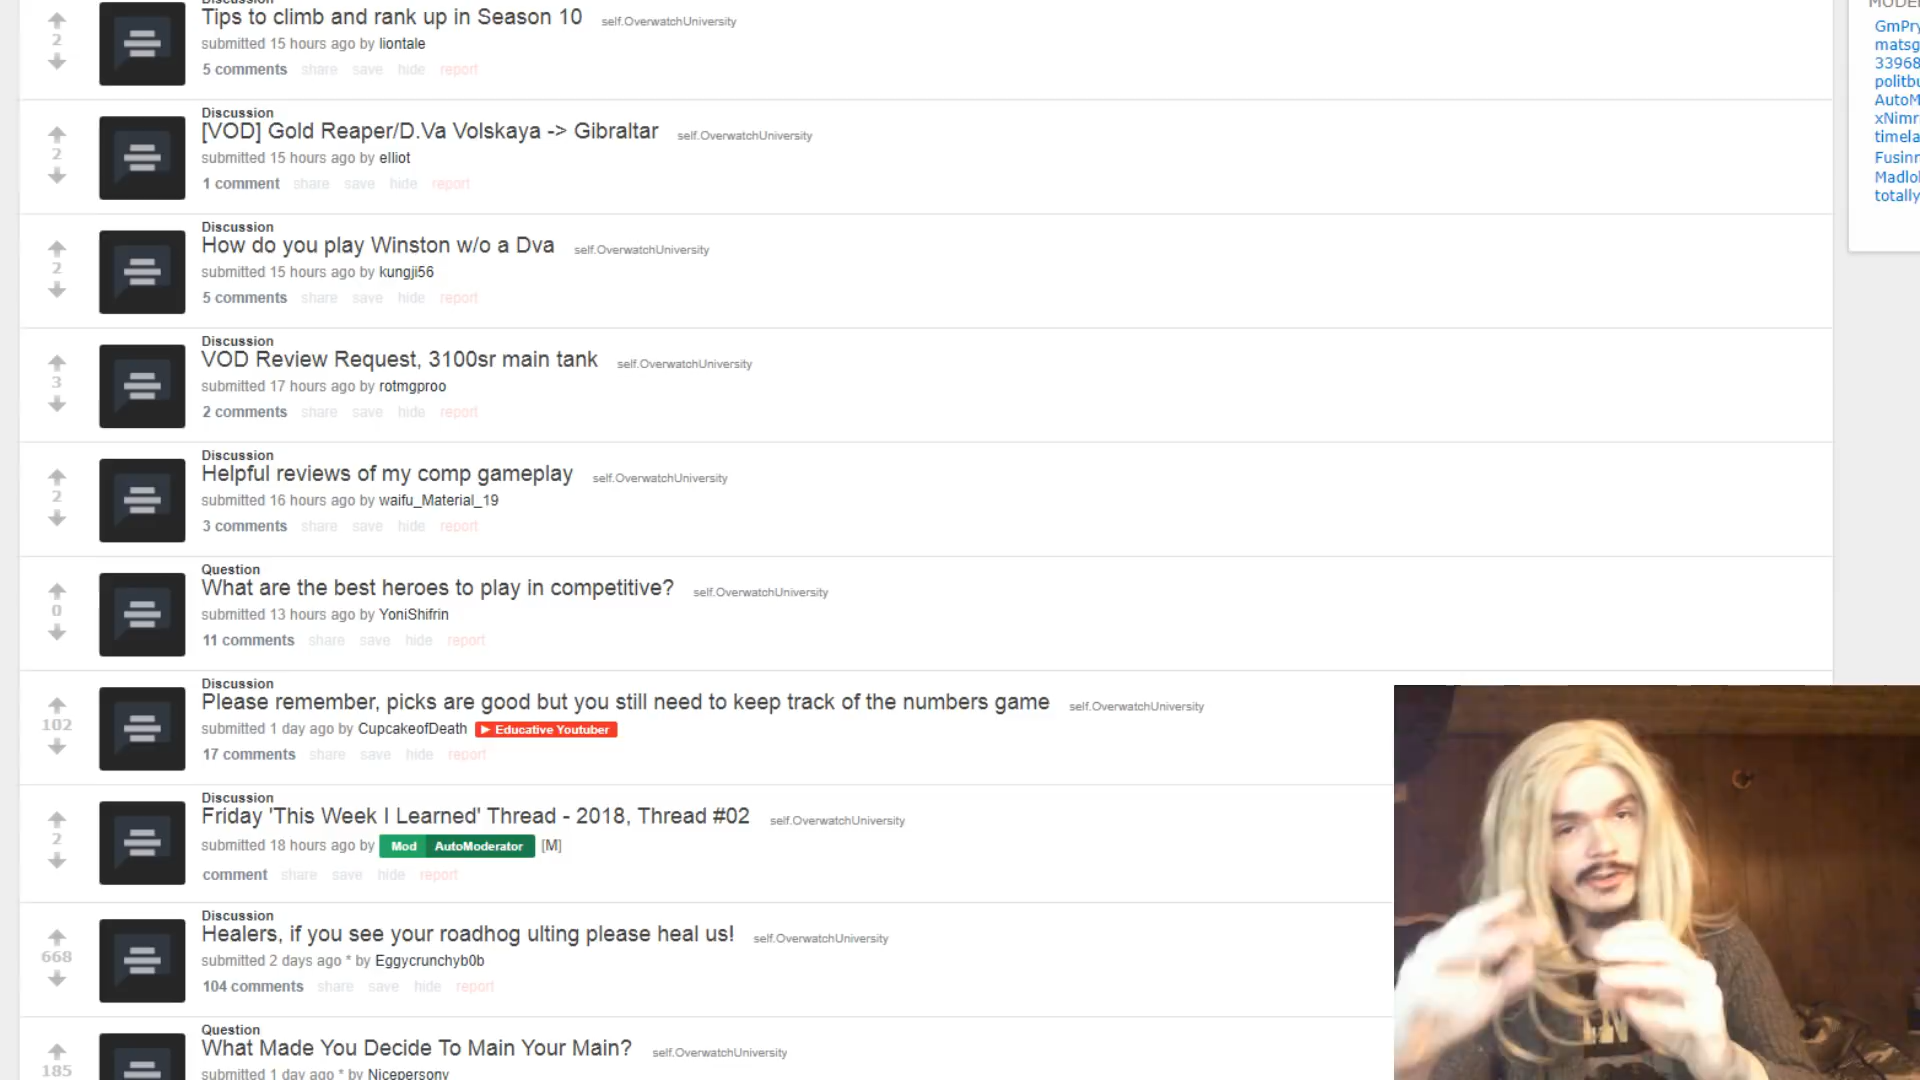 Discussion
2
Tips to climb and rank up in Season 10 self.OverwatchUniversity
submitted 15 hours ago by liontale
5 comments share save hide report
Discussion
2
[VOD] Gold Reaper/D.Va Volskaya -> Gibraltar self.OverwatchUniversity
submitted 15 hours ago by elliot
1 comment share save hide report
Discussion
2
How do you play Winston w/o a Dva self.OverwatchUniversity
submitted 15 hours ago by kungji56
5 comments share save hide report
Discussion
3
VOD Review Request, 3100sr main tank self.OverwatchUniversity
submitted 17 hours ago by rotmgproo
2 comments share save hide report
Discussion
2
Helpful reviews of my comp gameplay self.OverwatchUniversity
submitted 16 hours ago by waifu_Material_19
3 comments share save hide report
Question
0
What are the best heroes to play in competitive? self.OverwatchUniversity
submitted 13 hours ago by YoniShifrin
11 comments share save hide report
Discussion
102
Please remember, picks are good but you still need to keep track of the numbers game self.OverwatchUniversity
submitted 1 day ago by CupcakeofDeath Educative Youtuber
17 comments share save hide report
Discussion
2
Friday 'This Week I Learned' Thread - 2018, Thread #02 self.OverwatchUniversity
submitted 18 hours ago by Mod AutoModerator [M]
comment share save hide report
Discussion
668
Healers, if you see your roadhog ulting please heal us! self.OverwatchUniversity
submitted 2 days ago * by Eggycrunchyb0b
104 comments share save hide report
Question
185
What Made You Decide To Main Your Main? self.OverwatchUniversity
submitted 1 day ago * by Nicepersony
GmPry
matsg
33968
politbu
AutoM
xNimr
timela
Fusinn
Madlol
totally